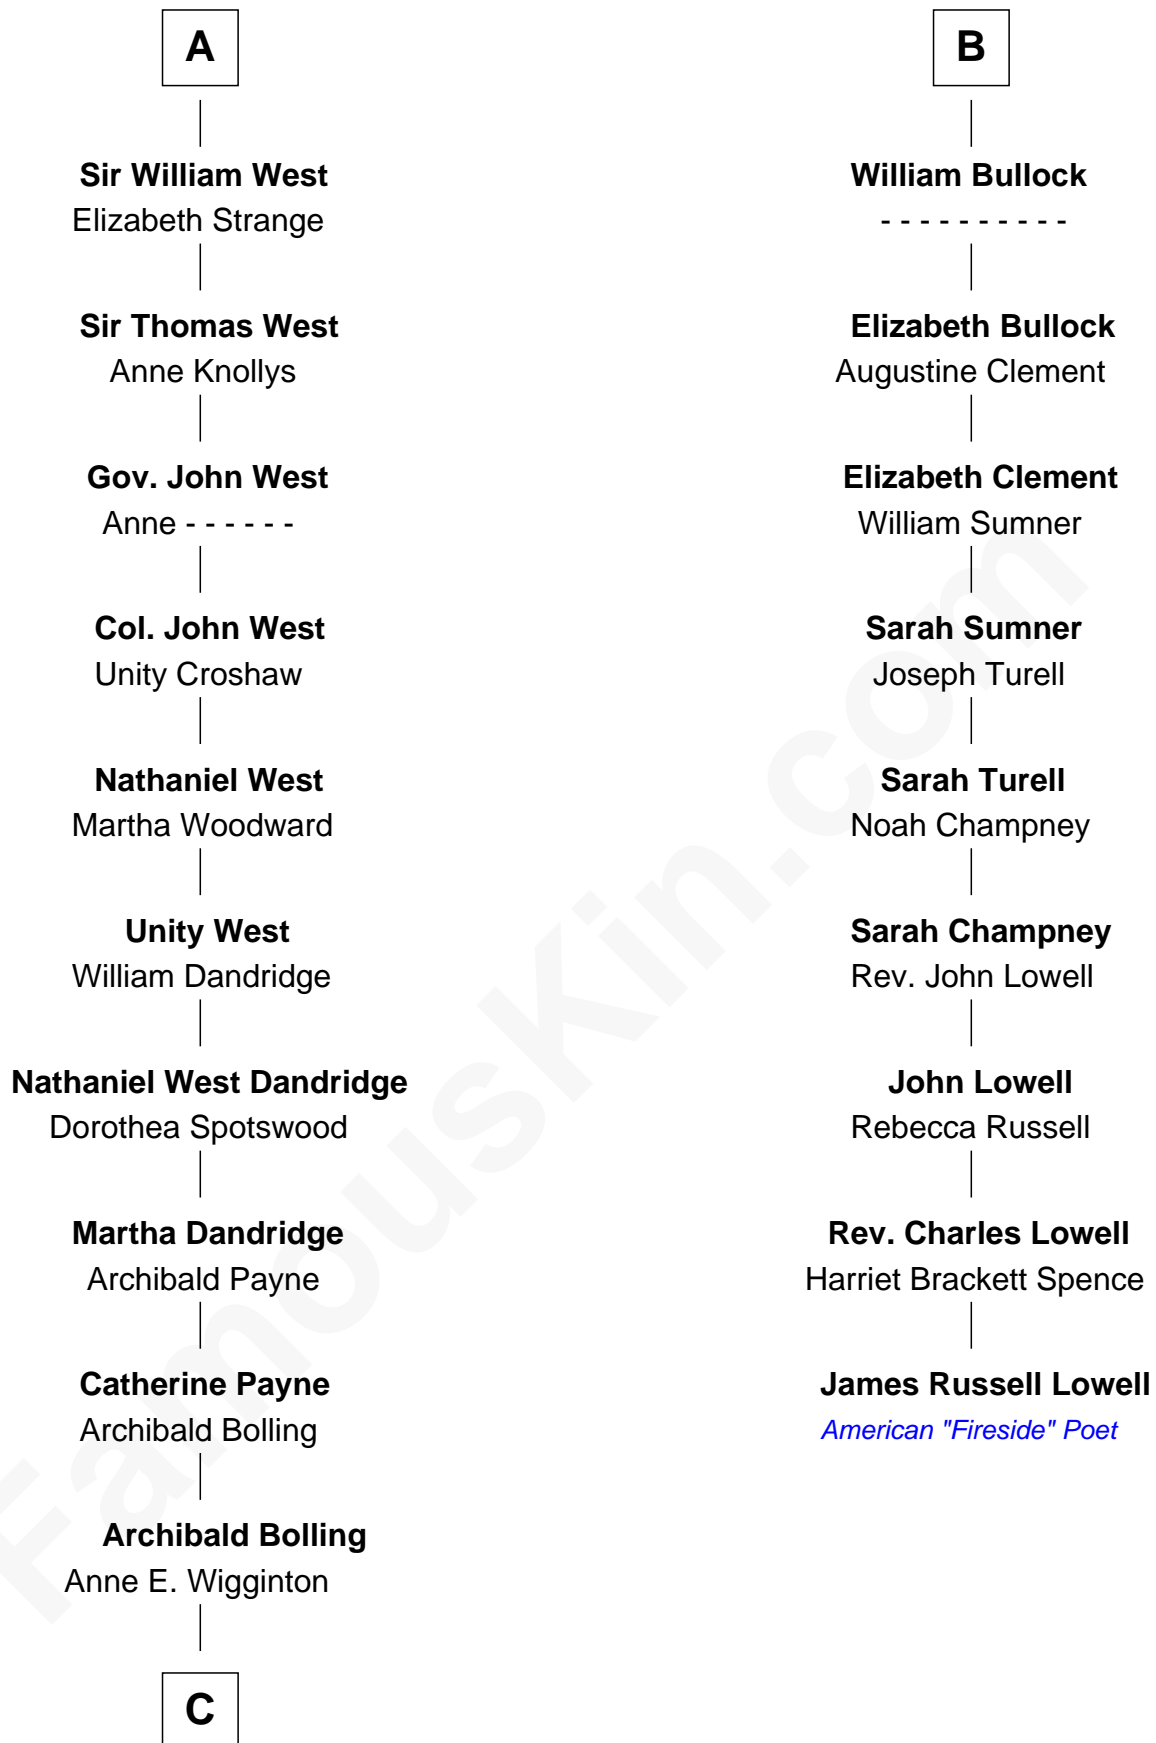 A
Sir William West
Elizabeth Strange
Sir Thomas West
Anne Knollys
Gov. John West
Anne - - - - - -
Col. John West
Unity Croshaw
Nathaniel West
Martha Woodward
Unity West
William Dandridge
Nathaniel West Dandridge
Dorothea Spotswood
Martha Dandridge
Archibald Payne
Catherine Payne
Archibald Bolling
Archibald Bolling
Anne E. Wigginton
C
B
William Bullock
- - - - - - - - - -
Elizabeth Bullock
Augustine Clement
Elizabeth Clement
William Sumner
Sarah Sumner
Joseph Turell
Sarah Turell
Noah Champney
Sarah Champney
Rev. John Lowell
John Lowell
Rebecca Russell
Rev. Charles Lowell
Harriet Brackett Spence
James Russell Lowell
American "Fireside" Poet
FamousKin.com